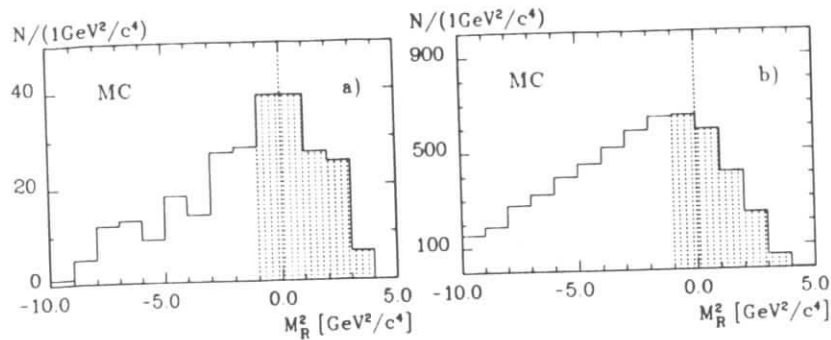 N/(1GeV²/c⁴)
40
20
0
MC
a)
-10.0 -5.0 0.0 5.0
M²_R [GeV²/c⁴]
N/(1GeV²/c⁴)
900
500
100
MC
b)
-10.0 -5.0 0.0 5.0
M²_R [GeV²/c⁴]